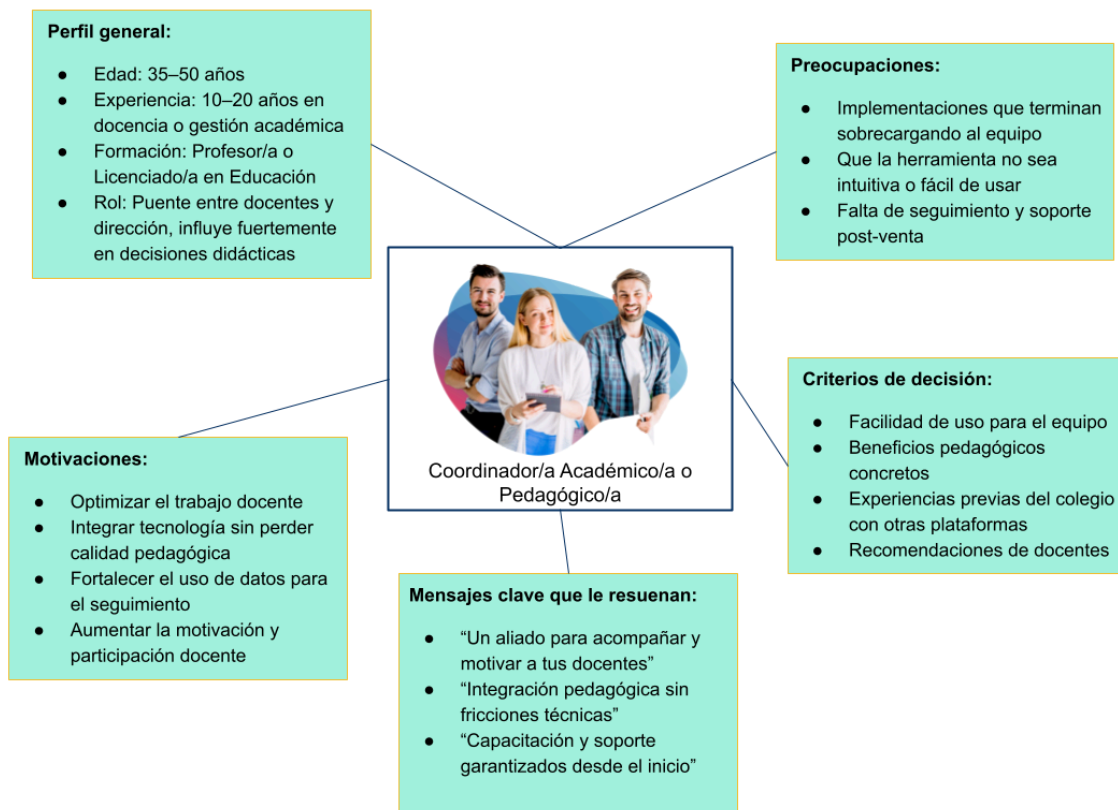 Perfil general:
● Edad: 35–50 años
● Experiencia: 10–20 años en
docencia o gestión académica
● Formación: Profesor/a o
Licenciado/a en Educación
● Rol: Puente entre docentes y
dirección, influye fuertemente
en decisiones didácticas
Preocupaciones:
● Implementaciones que terminan
sobrecargando al equipo
● Que la herramienta no sea
intuitiva o fácil de usar
● Falta de seguimiento y soporte
post-venta
Coordinador/a Académico/a o
Pedagógico/a
Criterios de decisión:
● Facilidad de uso para el equipo
● Beneficios pedagógicos
concretos
● Experiencias previas del colegio
con otras plataformas
● Recomendaciones de docentes
Motivaciones:
● Optimizar el trabajo docente
● Integrar tecnología sin perder
calidad pedagógica
● Fortalecer el uso de datos para
el seguimiento
● Aumentar la motivación y
participación docente
Mensajes clave que le resuenan:
● “Un aliado para acompañar y
motivar a tus docentes”
● “Integración pedagógica sin
fricciones técnicas”
● “Capacitación y soporte
garantizados desde el inicio”